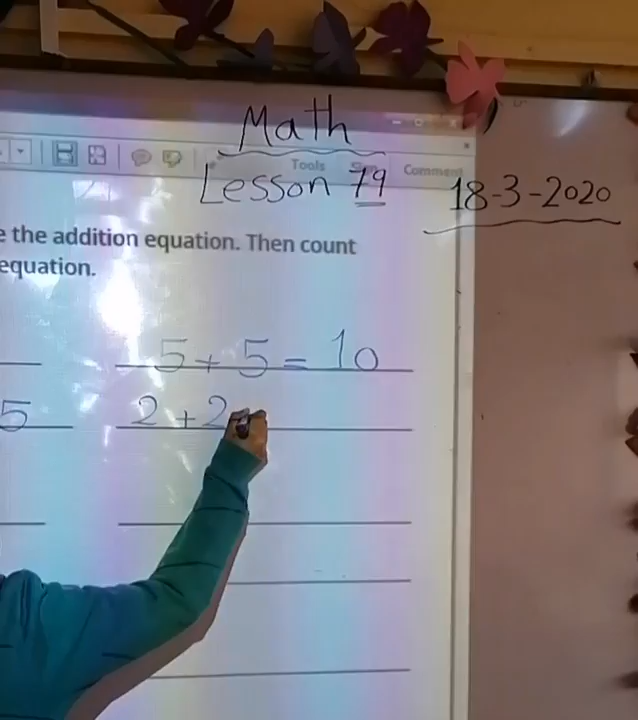 Math
Tools
Comment
Lesson 79
18-3-2020
e the addition equation. Then count
equation.
5 + 5 = 10
5
2 + 2